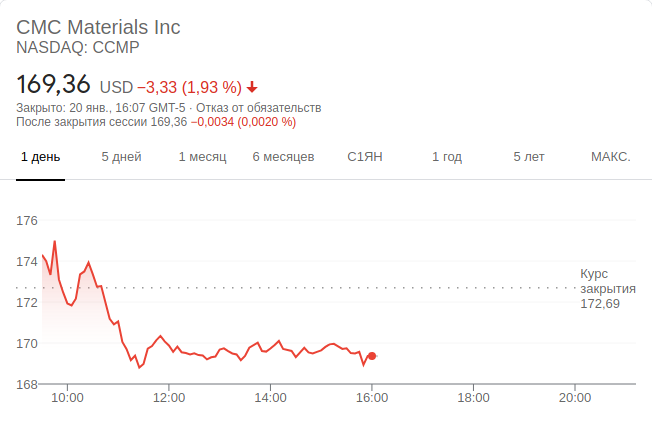 CMC Materials Inc
NASDAQ: CCMP
169,36 USD −3,33 (1,93 %)
Закрыто: 20 янв., 16:07 GMT-5 · Отказ от обязательств
После закрытия сессии 169,36 −0,0034 (0,0020 %)
1 день 5 дней 1 месяц 6 месяцев С1ЯН 1 год 5 лет МАКС.
176
174
Курс
закрытия
172,69
172
170
168
10:00 12:00 14:00 16:00 18:00 20:00